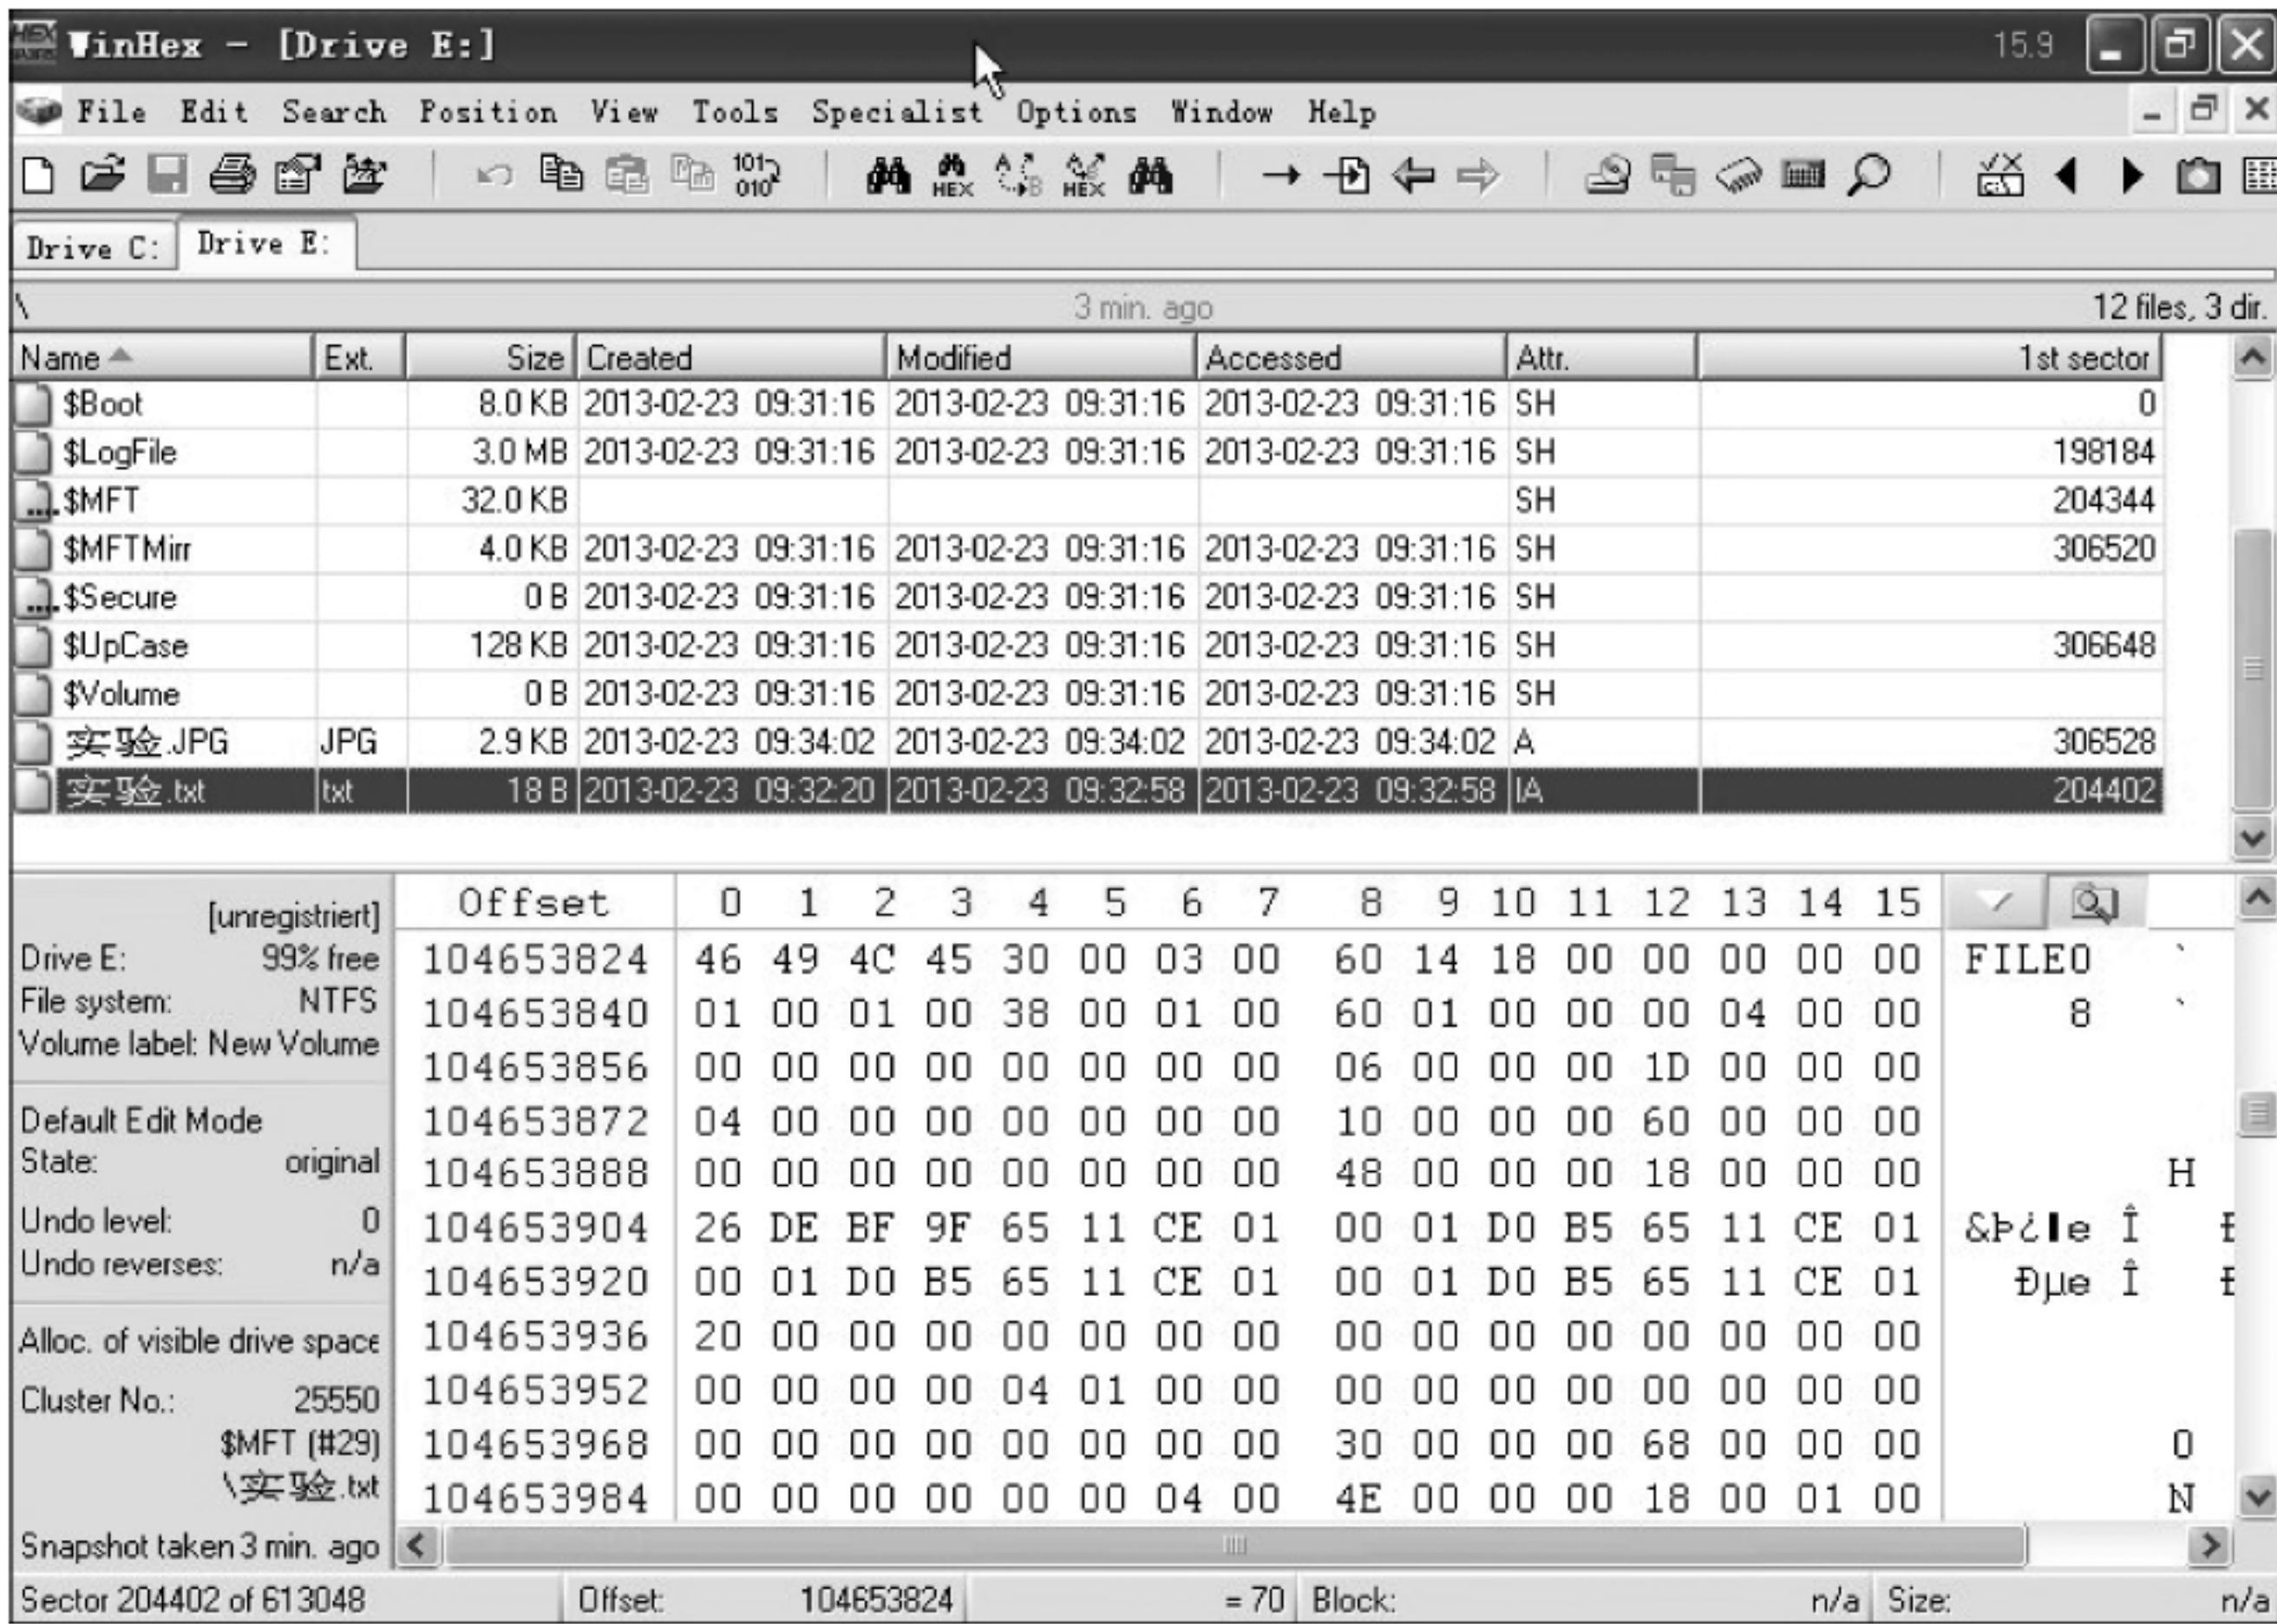 WinHex - [Drive E:] 15.9
File Edit Search Position View Tools Specialist Options Window Help
Drive C: Drive E:
\ 3 min. ago 12 files, 3 dir.
Name Ext. Size Created Modified Accessed Attr. 1st sector
$Boot 8.0 KB 2013-02-23 09:31:16 2013-02-23 09:31:16 2013-02-23 09:31:16 SH 0
$LogFile 3.0 MB 2013-02-23 09:31:16 2013-02-23 09:31:16 2013-02-23 09:31:16 SH 198184
$MFT 32.0 KB SH 204344
$MFTMirr 4.0 KB 2013-02-23 09:31:16 2013-02-23 09:31:16 2013-02-23 09:31:16 SH 306520
$Secure 0 B 2013-02-23 09:31:16 2013-02-23 09:31:16 2013-02-23 09:31:16 SH
$UpCase 128 KB 2013-02-23 09:31:16 2013-02-23 09:31:16 2013-02-23 09:31:16 SH 306648
$Volume 0 B 2013-02-23 09:31:16 2013-02-23 09:31:16 2013-02-23 09:31:16 SH
实验.JPG JPG 2.9 KB 2013-02-23 09:34:02 2013-02-23 09:34:02 2013-02-23 09:34:02 A 306528
实验.txt txt 18 B 2013-02-23 09:32:20 2013-02-23 09:32:58 2013-02-23 09:32:58 IA 204402
[unregistriert]
Drive E: 99% free
File system: NTFS
Volume label: New Volume
Default Edit Mode
State: original
Undo level: 0
Undo reverses: n/a
Alloc. of visible drive space
Cluster No.: 25550
$MFT (#29)
\实验.txt
Snapshot taken 3 min. ago
Offset 0 1 2 3 4 5 6 7 8 9 10 11 12 13 14 15
104653824 46 49 4C 45 30 00 03 00 60 14 18 00 00 00 00 00 FILE0 `
104653840 01 00 01 00 38 00 01 00 60 01 00 00 00 04 00 00 8 `
104653856 00 00 00 00 00 00 00 00 06 00 00 00 1D 00 00 00
104653872 04 00 00 00 00 00 00 00 10 00 00 00 60 00 00 00
104653888 00 00 00 00 00 00 00 00 48 00 00 00 18 00 00 00 H
104653904 26 DE BF 9F 65 11 CE 01 00 01 D0 B5 65 11 CE 01 &Þ¿▮e Î Ð
104653920 00 01 D0 B5 65 11 CE 01 00 01 D0 B5 65 11 CE 01 Ðµe Î Ð
104653936 20 00 00 00 00 00 00 00 00 00 00 00 00 00 00 00
104653952 00 00 00 00 04 01 00 00 00 00 00 00 00 00 00 00
104653968 00 00 00 00 00 00 00 00 30 00 00 00 68 00 00 00 0
104653984 00 00 00 00 00 00 04 00 4E 00 00 00 18 00 01 00 N
Sector 204402 of 613048 Offset: 104653824 = 70 Block: n/a Size: n/a